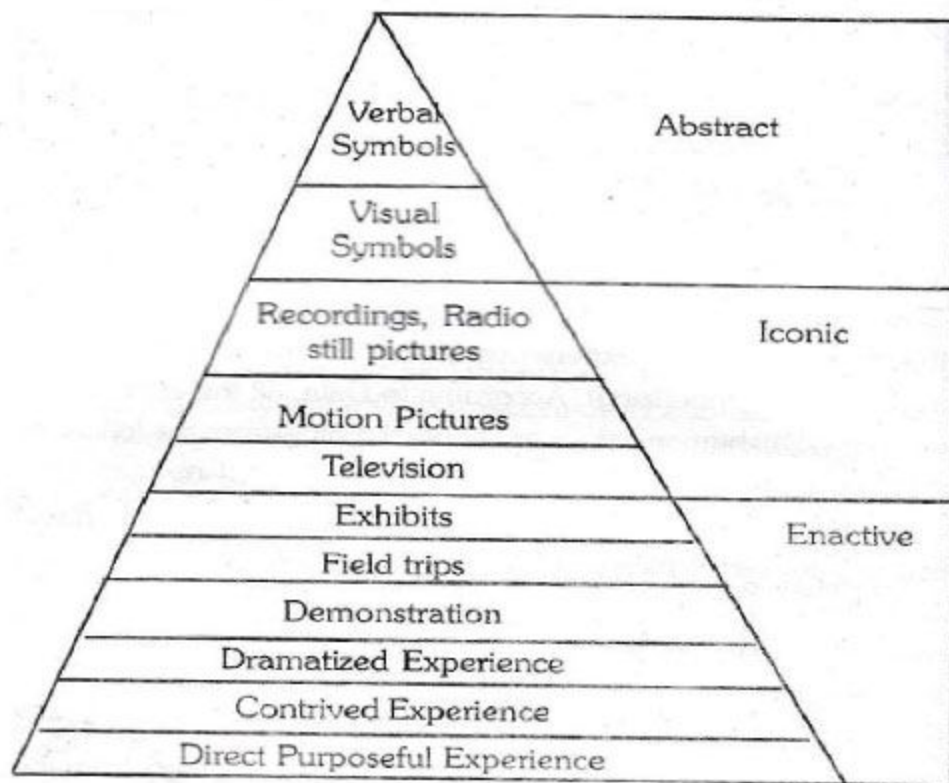 Verbal
Symbols
Abstract
Visual
Symbols
Recordings, Radio
still pictures
Iconic
Motion Pictures
Television
Exhibits
Enactive
Field trips
Demonstration
Dramatized Experience
Contrived Experience
Direct Purposeful Experience